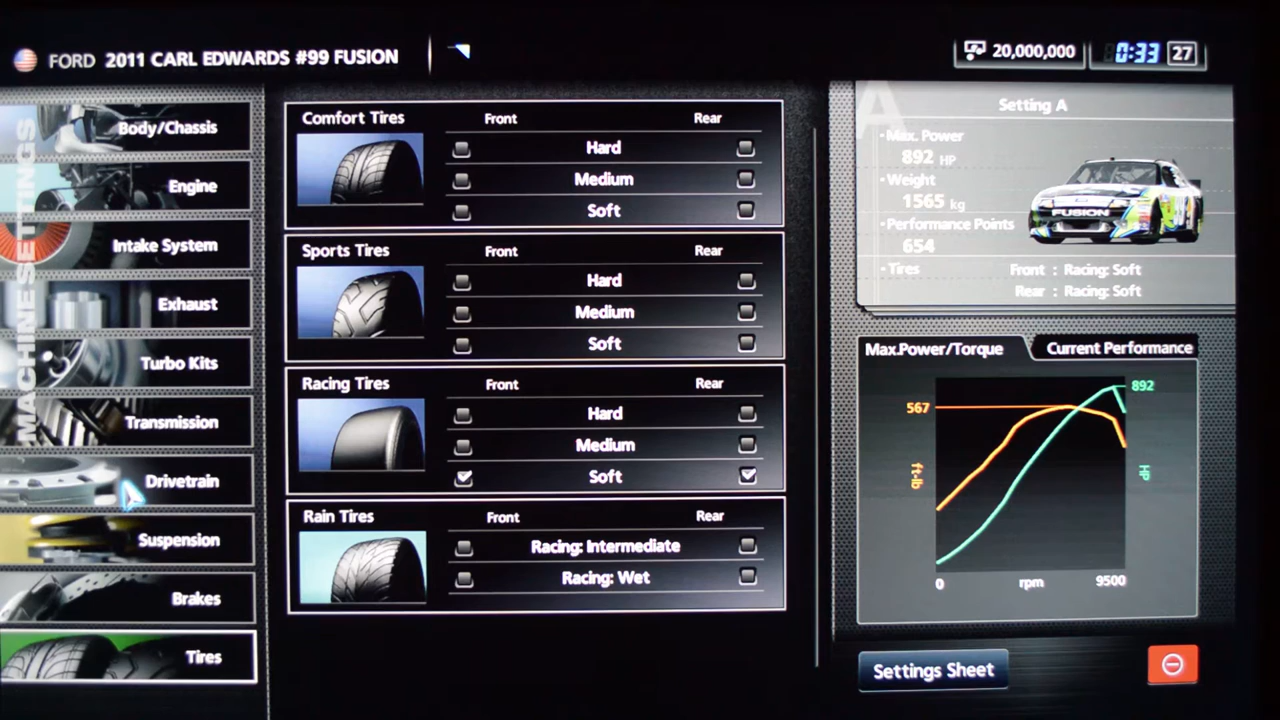 FORD 2011 CARL EDWARDS #99 FUSION
20,000,000
0:33 27
MACHINE SETTINGS
Body/Chassis
Engine
Intake System
Exhaust
Turbo Kits
Transmission
Drivetrain
Suspension
Brakes
Tires
Comfort Tires Front Rear
Hard
Medium
Soft
Sports Tires Front Rear
Hard
Medium
Soft
Racing Tires Front Rear
Hard
Medium
Soft
Rain Tires Front Rear
Racing: Intermediate
Racing: Wet
A
Setting A
Max. Power
892 HP
Weight
1565 kg
Performance Points
654
Tires Front : Racing: Soft
Rear : Racing: Soft
FUSION
Max.Power/Torque Current Performance
567 892
ft-lb HP
0 rpm 9500
Settings Sheet